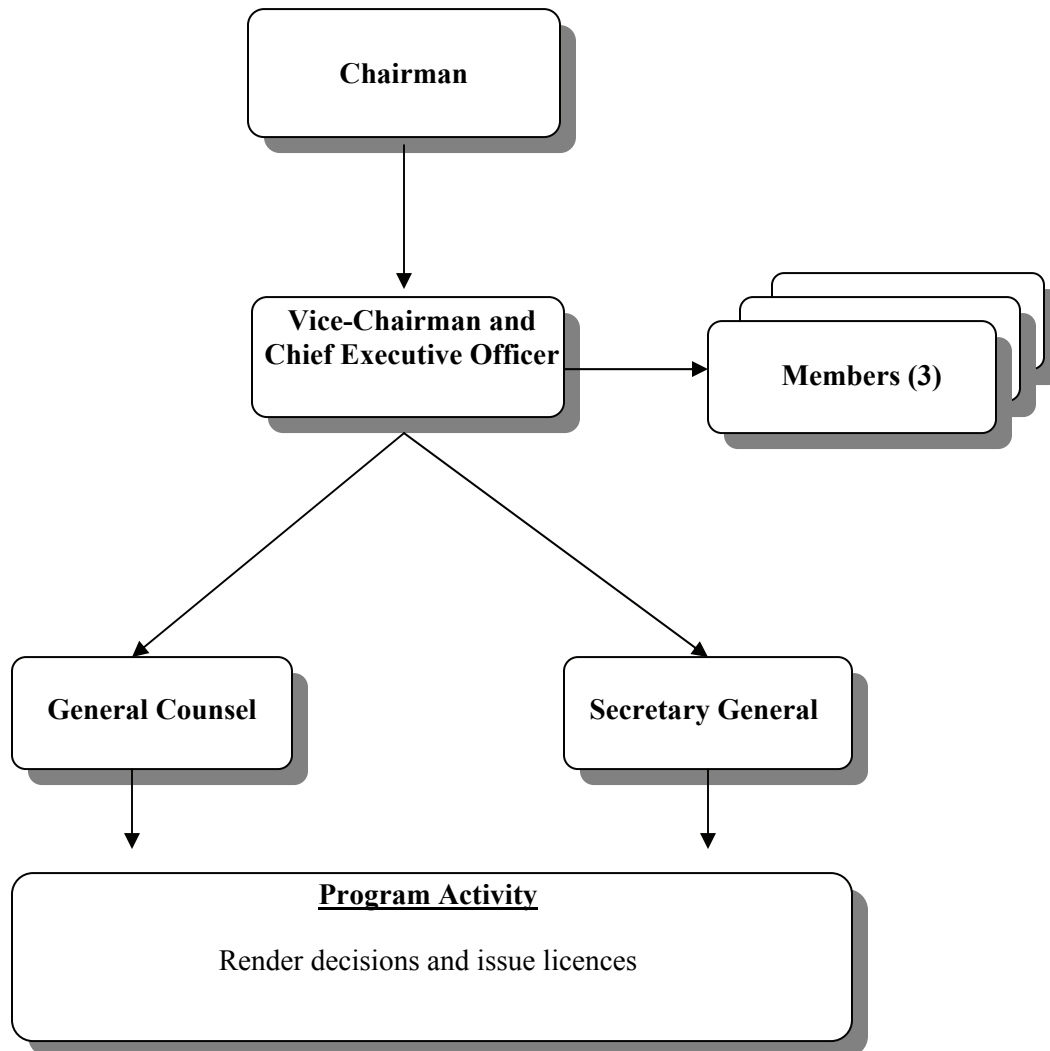 Chairman
Vice-Chairman and
Chief Executive Officer
Members (3)
General Counsel
Secretary General
Program Activity
Render decisions and issue licences